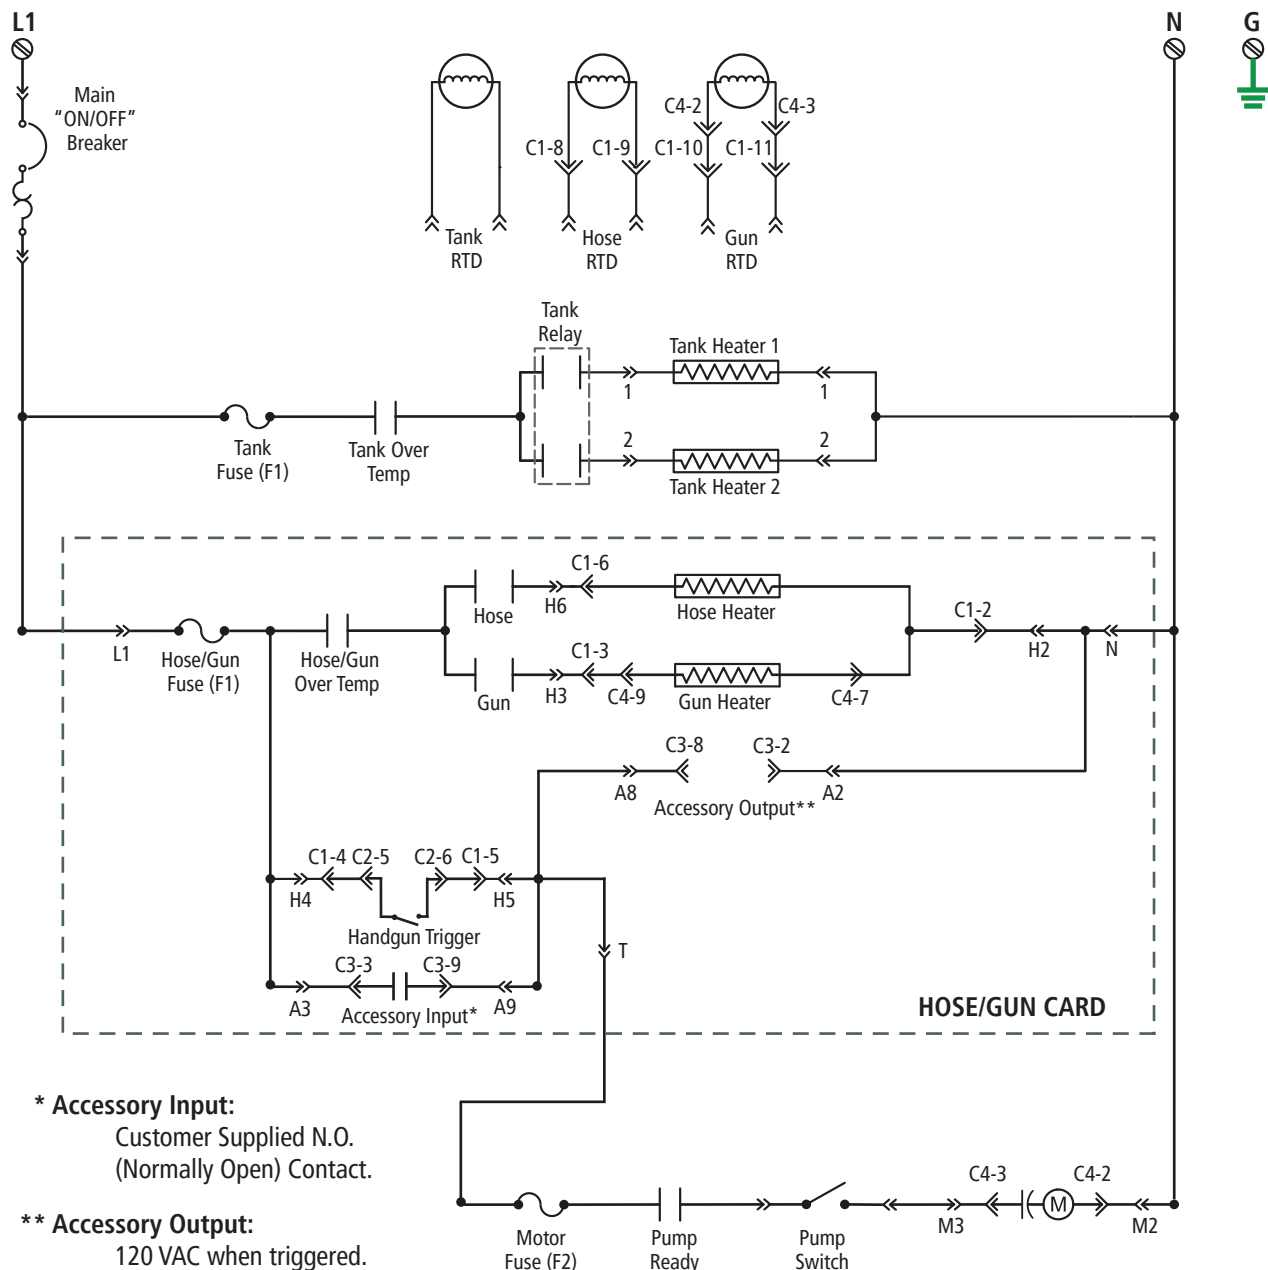 L1
N
G
Main
"ON/OFF"
Breaker
C4-2
C4-3
C1-8
C1-9
C1-10
C1-11
Tank
RTD
Hose
RTD
Gun
RTD
Tank
Relay
Tank Heater 1
1
1
Tank
Fuse (F1)
Tank Over
Temp
2
2
Tank Heater 2
C1-6
Hose
H6
Hose Heater
C1-2
L1
Hose/Gun
Fuse (F1)
Hose/Gun
Over Temp
H2
N
C1-3
Gun
H3
C4-9
Gun Heater
C4-7
C3-8
C3-2
A8
A2
Accessory Output**
C1-4
C2-5
C2-6
C1-5
H4
H5
Handgun Trigger
T
C3-3
C3-9
A3
A9
Accessory Input*
HOSE/GUN CARD
* Accessory Input:
Customer Supplied N.O.
(Normally Open) Contact.
** Accessory Output:
120 VAC when triggered.
C4-3
C4-2
M
M3
M2
Motor
Fuse (F2)
Pump
Ready
Pump
Switch